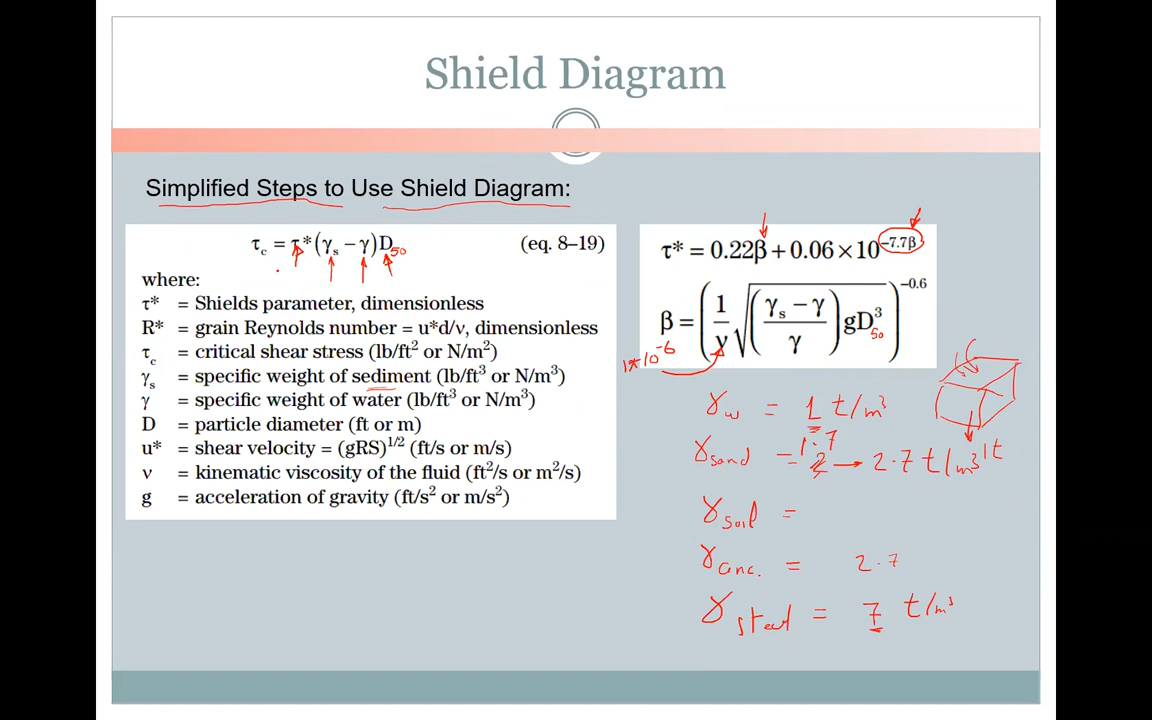 Shield Diagram
Simplified Steps to Use Shield Diagram:
τc = τ*(γs − γ)D50 (eq. 8–19)
where:
τ* = Shields parameter, dimensionless
R* = grain Reynolds number = u*d/ν, dimensionless
τc = critical shear stress (lb/ft² or N/m²)
γs = specific weight of sediment (lb/ft³ or N/m³)
γ = specific weight of water (lb/ft³ or N/m³)
D = particle diameter (ft or m)
u* = shear velocity = (gRS)^1/2 (ft/s or m/s)
ν = kinematic viscosity of the fluid (ft²/s or m²/s)
g = acceleration of gravity (ft/s² or m/s²)
τ* = 0.22β + 0.06 × 10^−7.7β
β = (1/ν √(((γs − γ)/γ) gD50³))^−0.6
1*10^-6
γw = 1 t/m³
1.7
γsand = 2 → 2.7 t/m³
1t
γsoil =
γconc. = 2.7
γsteel = 7 t/m³